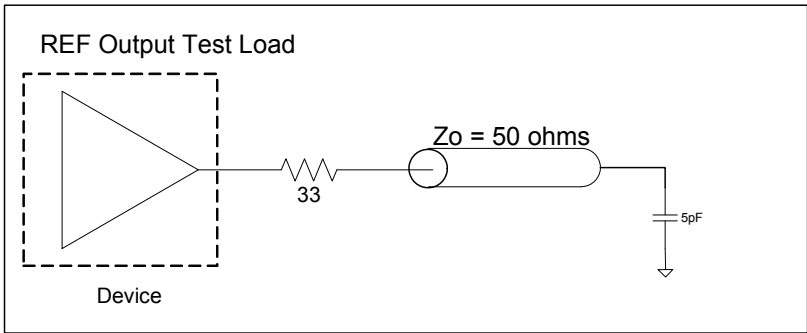 REF Output Test Load
Zo = 50 ohms
33
5pF
Device